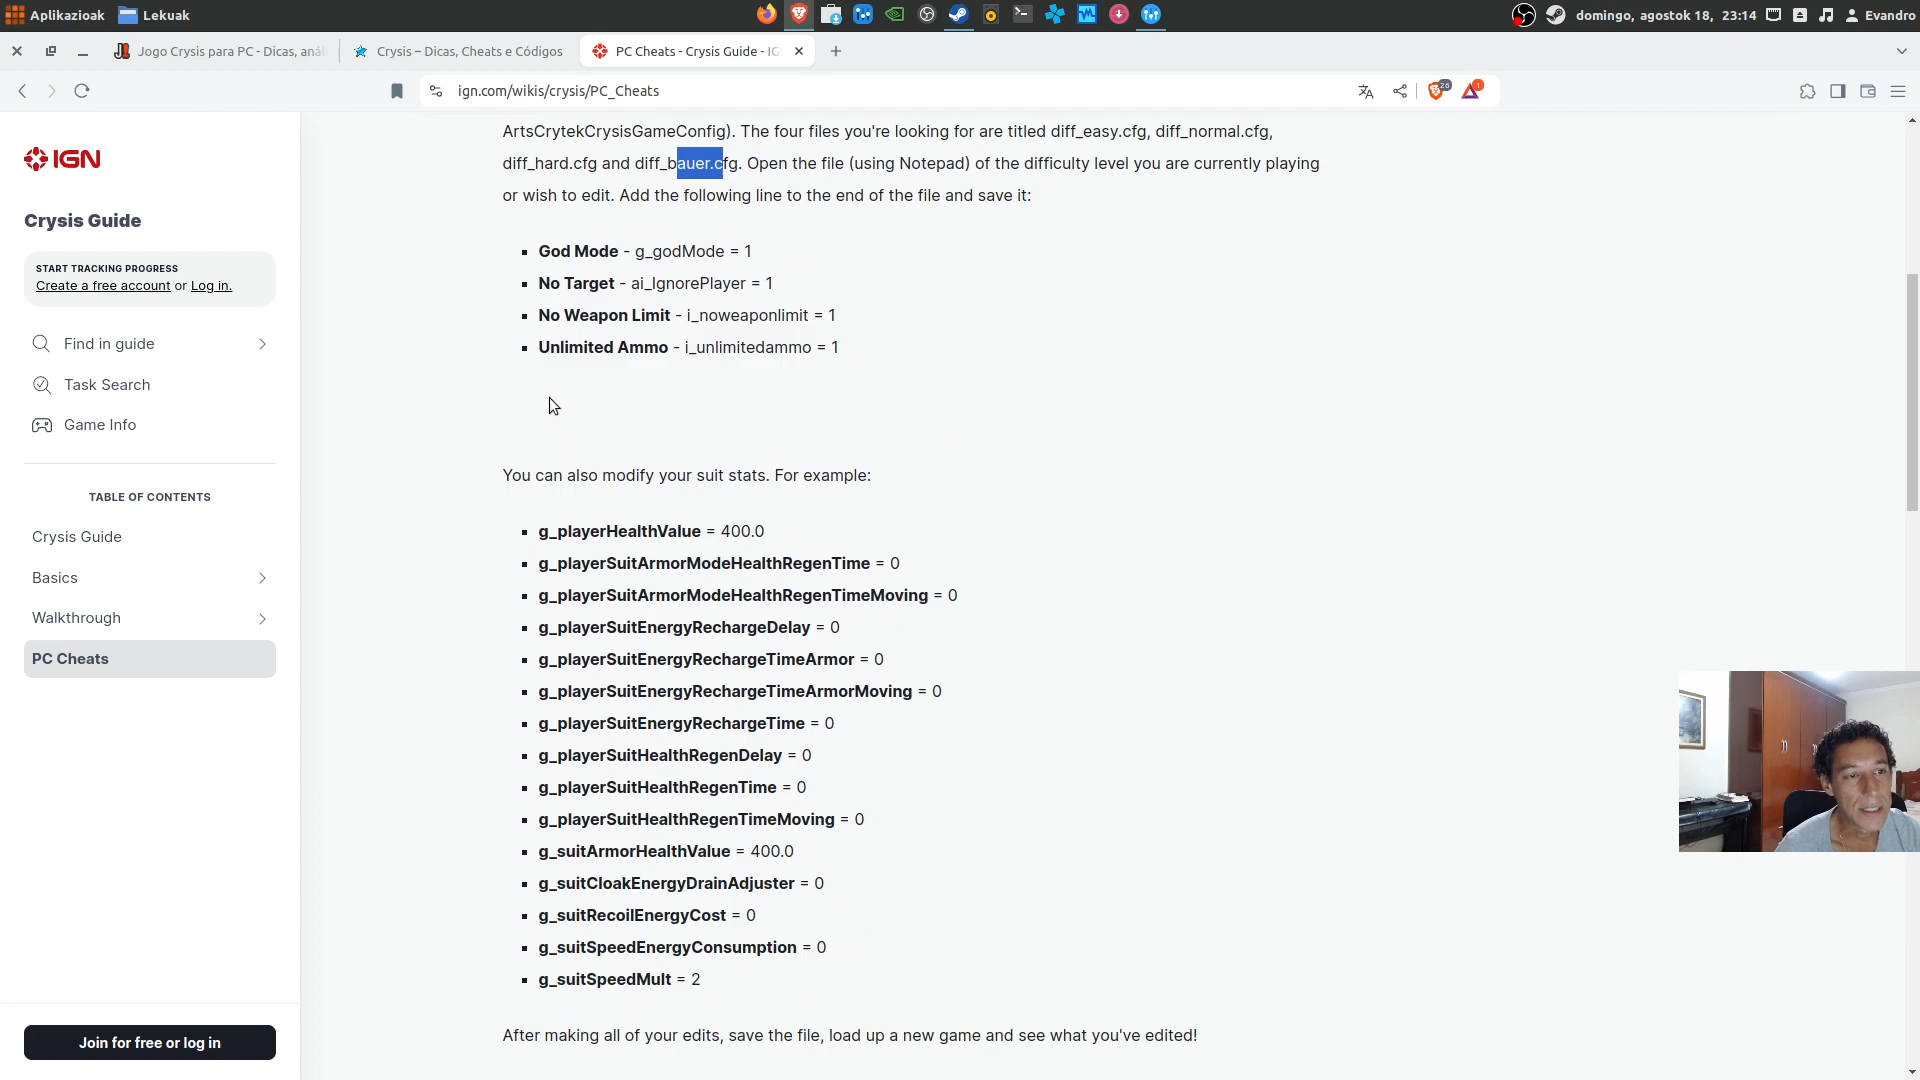 Aplikazioak
Lekuak
domingo, agostok 18, 23:14
Evandro
Jogo Crysis para PC - Dicas, aná
Crysis – Dicas, Cheats e Códigos
PC Cheats - Crysis Guide - IG
ign.com/wikis/crysis/PC_Cheats
26
1
IGN
Crysis Guide
START TRACKING PROGRESS
Create a free account or Log in.
Find in guide
Task Search
Game Info
TABLE OF CONTENTS
Crysis Guide
Basics
Walkthrough
PC Cheats
Join for free or log in
ArtsCrytekCrysisGameConfig). The four files you're looking for are titled diff_easy.cfg, diff_normal.cfg,
diff_hard.cfg and diff_bauer.cfg. Open the file (using Notepad) of the difficulty level you are currently playing
or wish to edit. Add the following line to the end of the file and save it:
God Mode - g_godMode = 1
No Target - ai_IgnorePlayer = 1
No Weapon Limit - i_noweaponlimit = 1
Unlimited Ammo - i_unlimitedammo = 1
You can also modify your suit stats. For example:
g_playerHealthValue = 400.0
g_playerSuitArmorModeHealthRegenTime = 0
g_playerSuitArmorModeHealthRegenTimeMoving = 0
g_playerSuitEnergyRechargeDelay = 0
g_playerSuitEnergyRechargeTimeArmor = 0
g_playerSuitEnergyRechargeTimeArmorMoving = 0
g_playerSuitEnergyRechargeTime = 0
g_playerSuitHealthRegenDelay = 0
g_playerSuitHealthRegenTime = 0
g_playerSuitHealthRegenTimeMoving = 0
g_suitArmorHealthValue = 400.0
g_suitCloakEnergyDrainAdjuster = 0
g_suitRecoilEnergyCost = 0
g_suitSpeedEnergyConsumption = 0
g_suitSpeedMult = 2
After making all of your edits, save the file, load up a new game and see what you've edited!